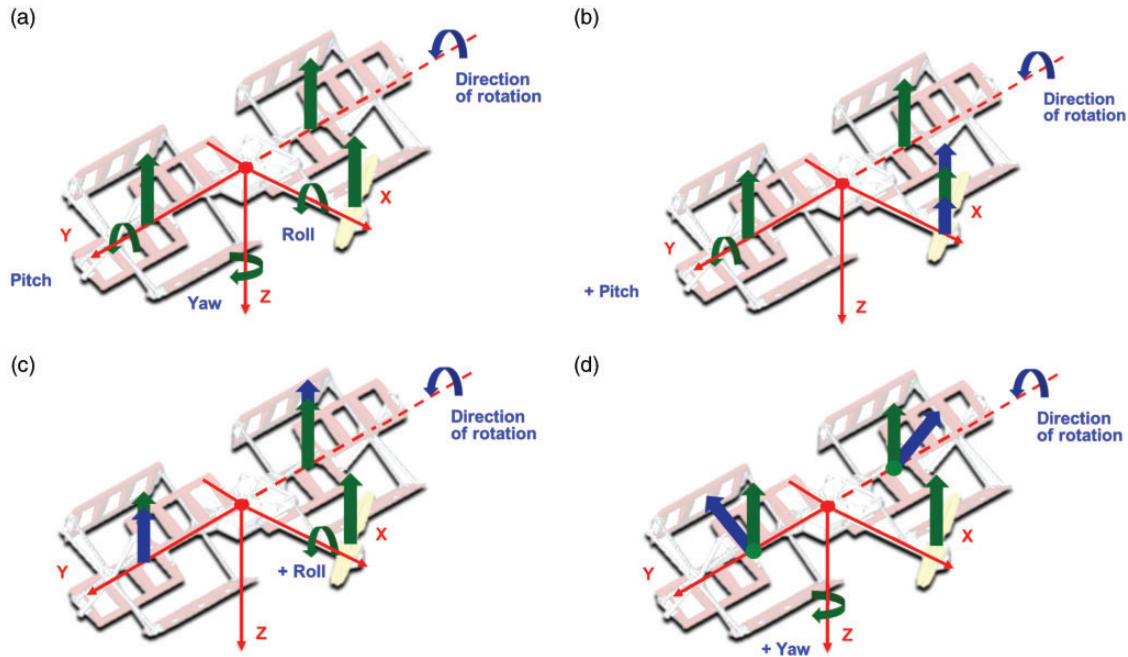 (a)
Direction
of rotation
X
Roll
Y
Pitch
Yaw
Z
(b)
Direction
of rotation
X
Y
+ Pitch
Z
(c)
Direction
of rotation
X
Y
+ Roll
Z
(d)
Direction
of rotation
X
Y
+ Yaw
Z